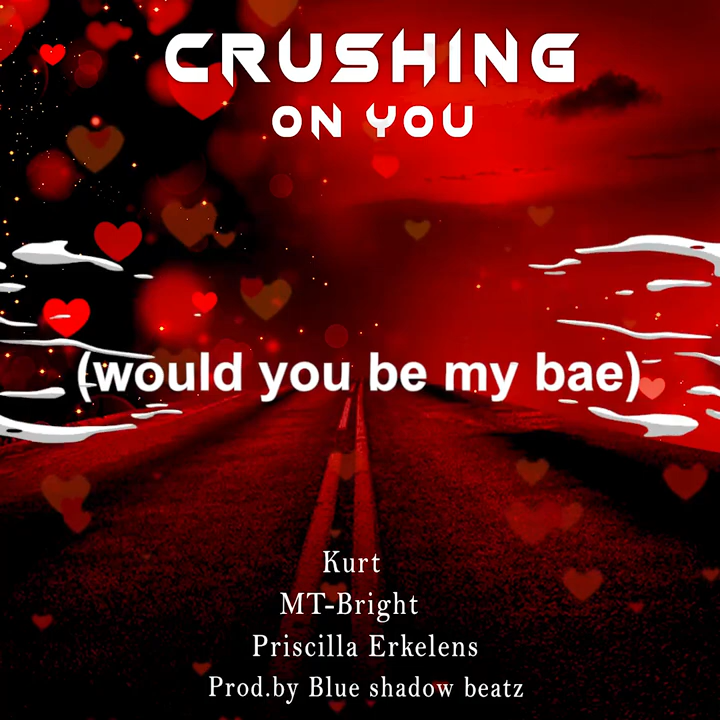 CRUSHING
ON YOU
(would you be my bae)
Kurt
MT-Bright
Priscilla Erkelens
Prod.by Blue shadow beatz